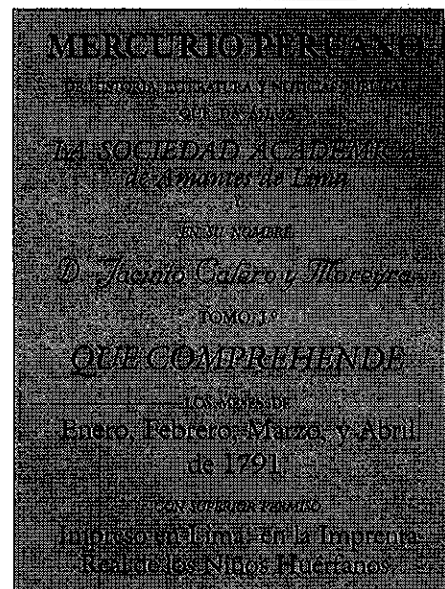 MERCURIO PERUANO
DE HISTORIA, LITERATURA Y NOTICIAS PÚBLICAS
QUE DA Á LUZ
LA SOCIEDAD ACADEMICA
de Amantes de Lima
Y
EN SU NOMBRE
D. Jacinto Calero y Moreyra
TOMO I.º
QUE COMPREHENDE
LOS MESES DE
Enero, Febrero, Marzo, y Abril
de 1791.
CON SUPERIOR PERMISO
Impreso en Lima: en la Imprenta
Real de los Niños Huérfanos.